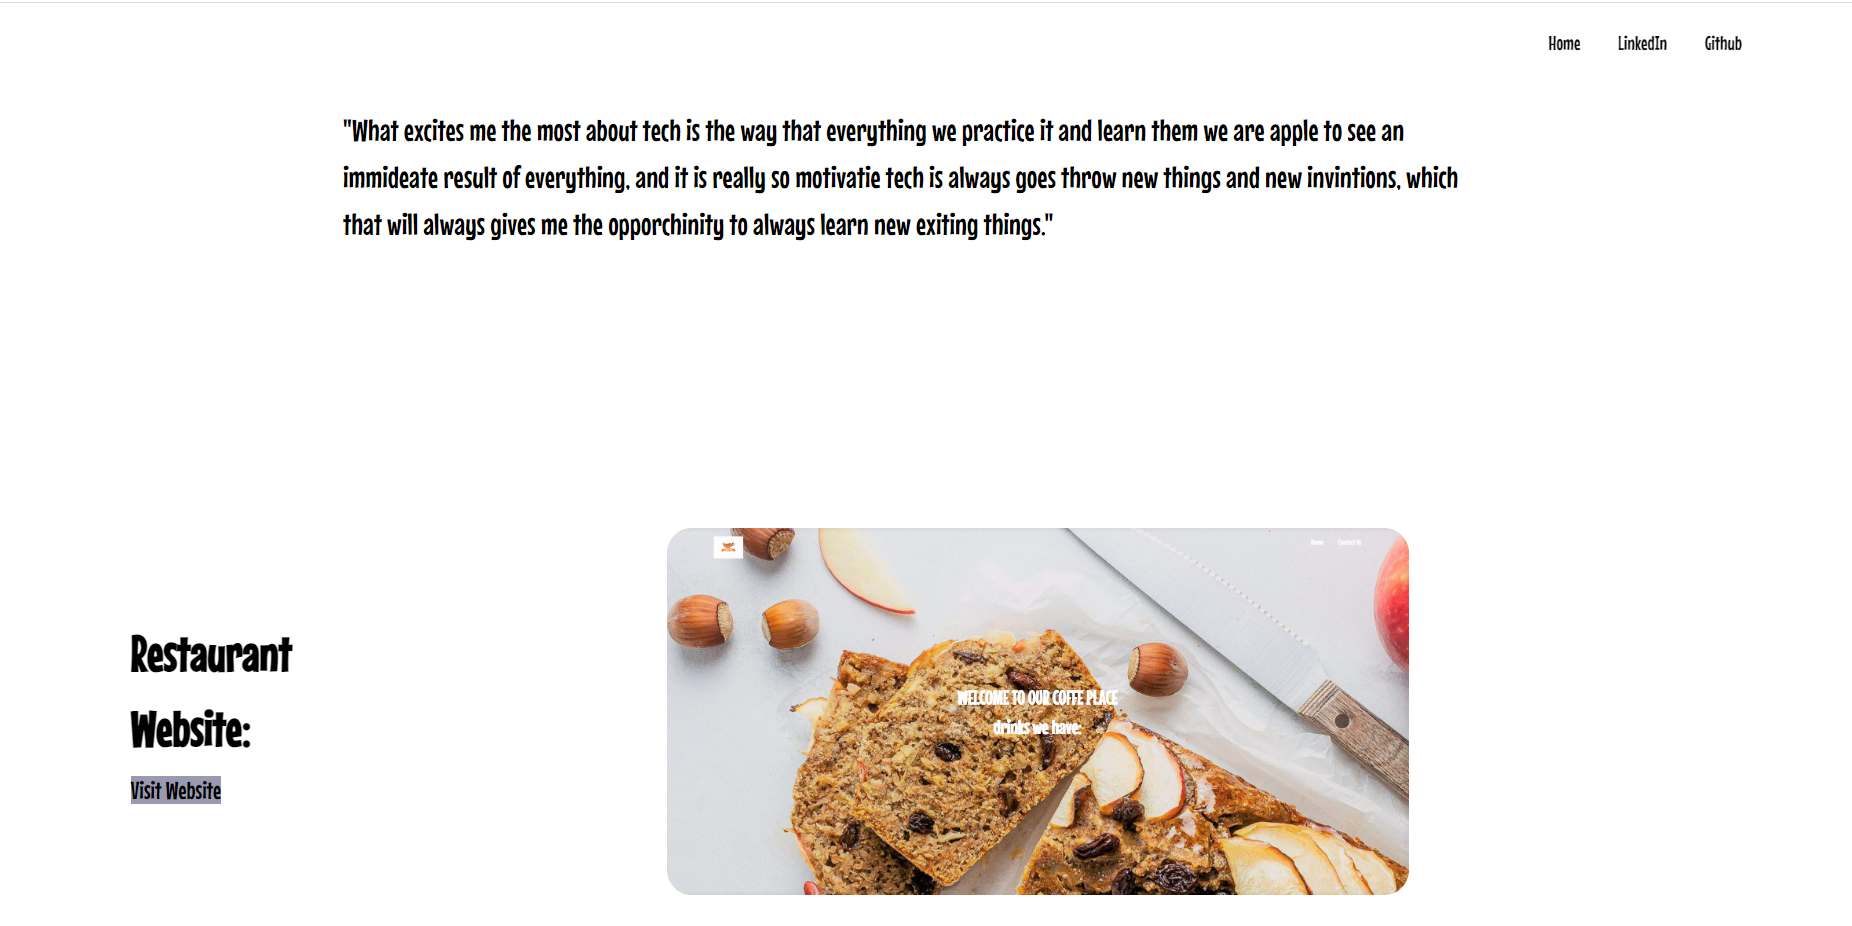 Home LinkedIn Github
"What excites me the most about tech is the way that everything we practice it and learn them we are apple to see an
immideate result of everything, and it is really so motivatie tech is always goes throw new things and new invintions, which
that will always gives me the opporchinity to always learn new exiting things."
Home Contact Us
WELCOME TO OUR COFFE PLACE
drinks we have:
Restaurant
Website:
Visit Website